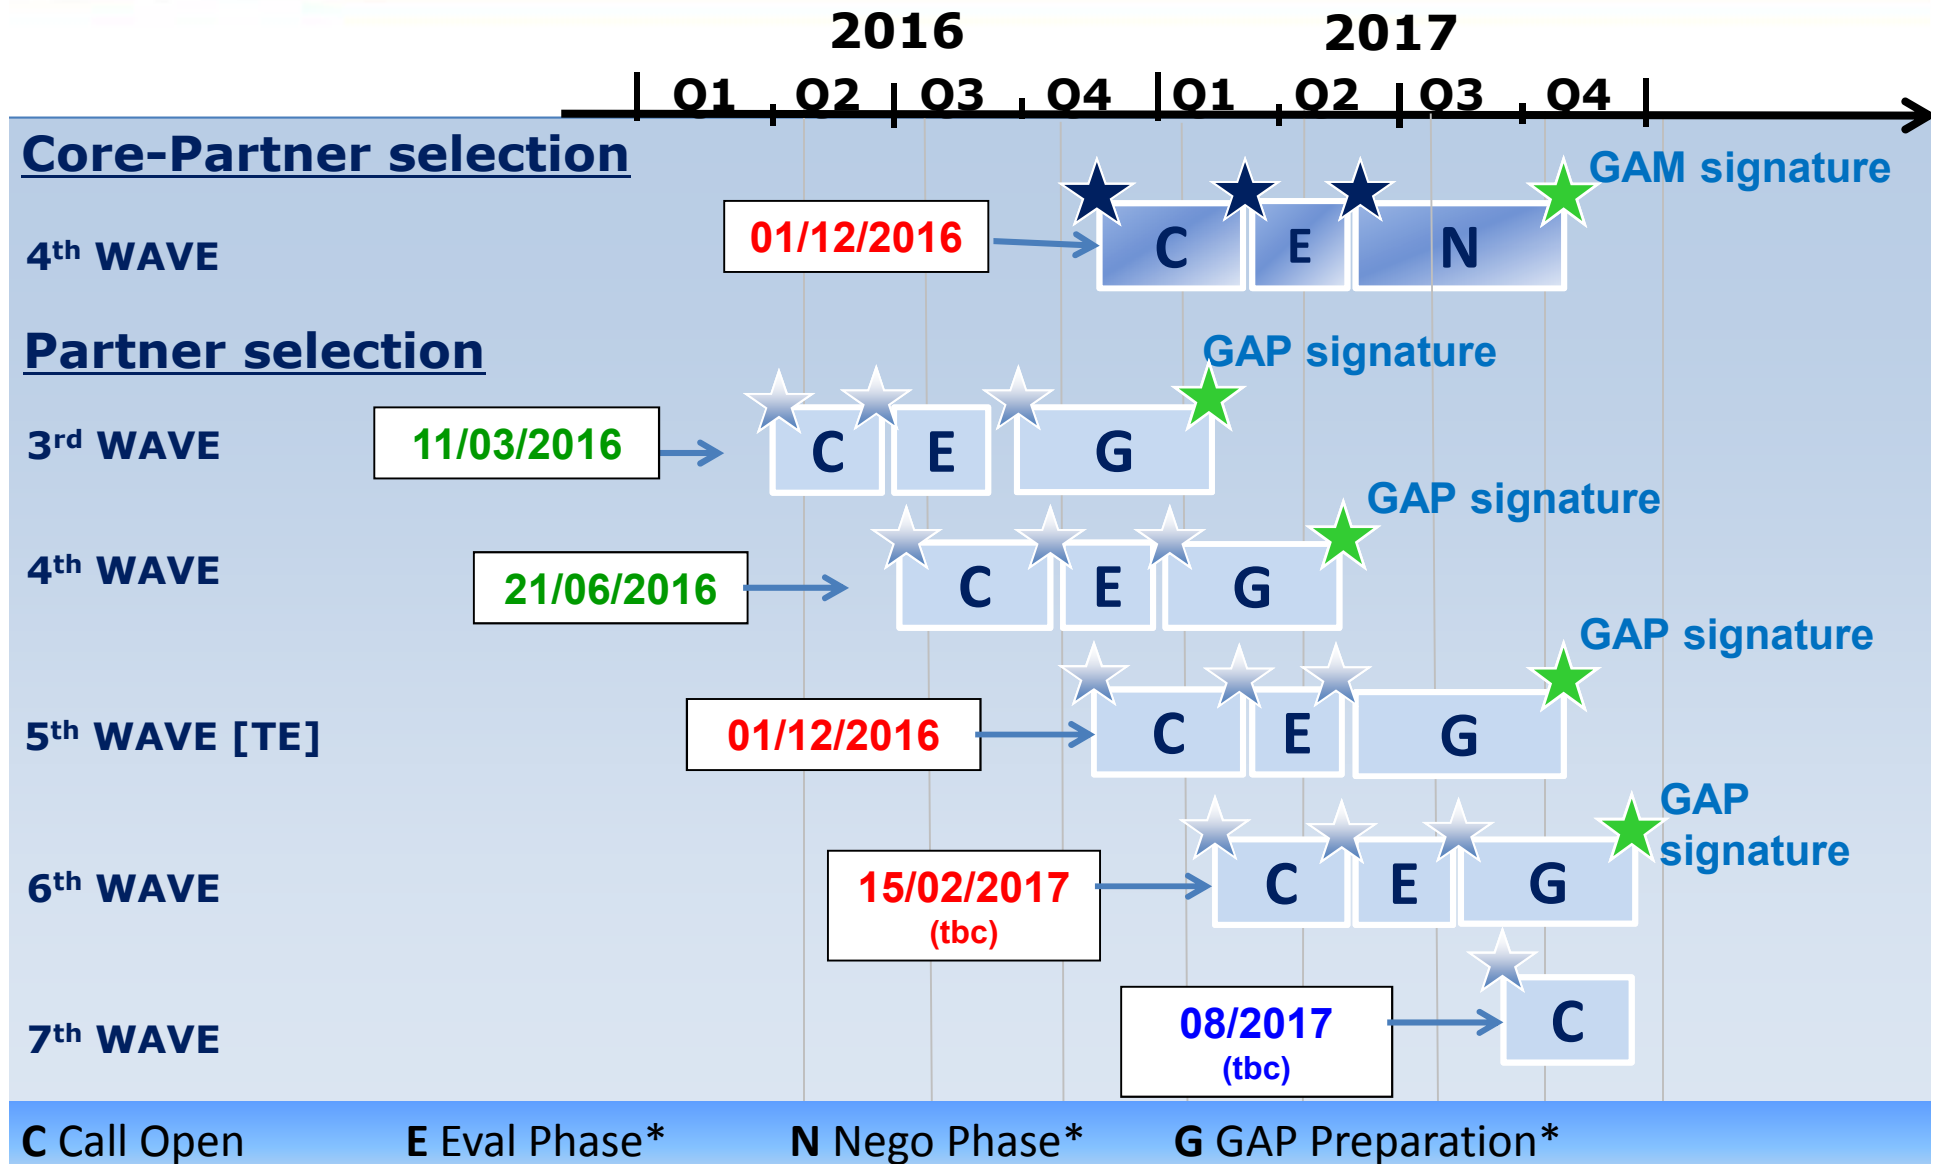 2016 2017
Q1 Q2 Q3 Q4 Q1 Q2 Q3 Q4
Core-Partner selection
GAM signature
4th WAVE
01/12/2016
C E N
Partner selection
GAP signature
3rd WAVE
11/03/2016
C E G
GAP signature
4th WAVE
21/06/2016
C E G
GAP signature
5th WAVE [TE]
01/12/2016
C E G
GAP
signature
6th WAVE
15/02/2017
(tbc)
C E G
7th WAVE
08/2017
(tbc)
C
C Call Open E Eval Phase* N Nego Phase* G GAP Preparation*